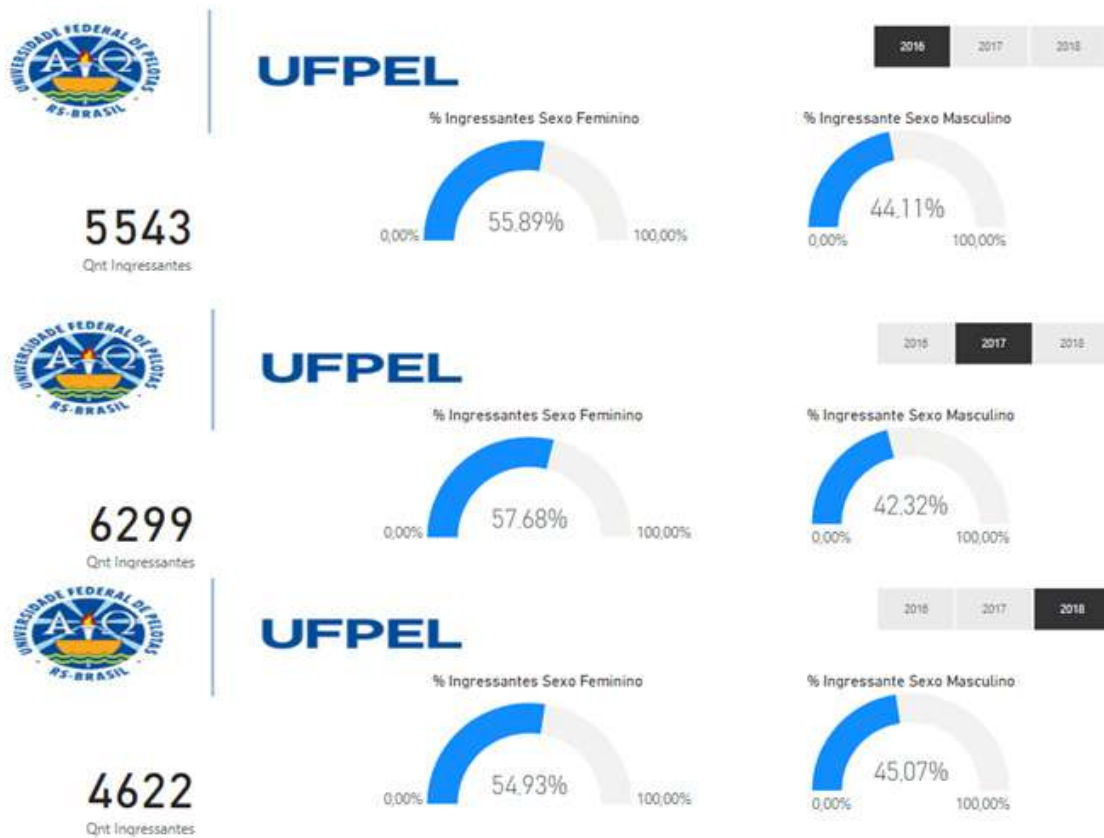 UNIVERSIDADE FEDERAL DE PELOTAS
RS-BRASIL
UFPEL
2016 2017 2018
% Ingressantes Sexo Feminino
% Ingressante Sexo Masculino
55,89%
0,00% 100,00%
44,11%
0,00% 100,00%
5543
Qnt Ingressantes
UNIVERSIDADE FEDERAL DE PELOTAS
RS-BRASIL
UFPEL
2016 2017 2018
% Ingressantes Sexo Feminino
% Ingressante Sexo Masculino
57,68%
0,00% 100,00%
42,32%
0,00% 100,00%
6299
Qnt Ingressantes
UNIVERSIDADE FEDERAL DE PELOTAS
RS-BRASIL
UFPEL
2016 2017 2018
% Ingressantes Sexo Feminino
% Ingressante Sexo Masculino
54,93%
0,00% 100,00%
45,07%
0,00% 100,00%
4622
Qnt Ingressantes